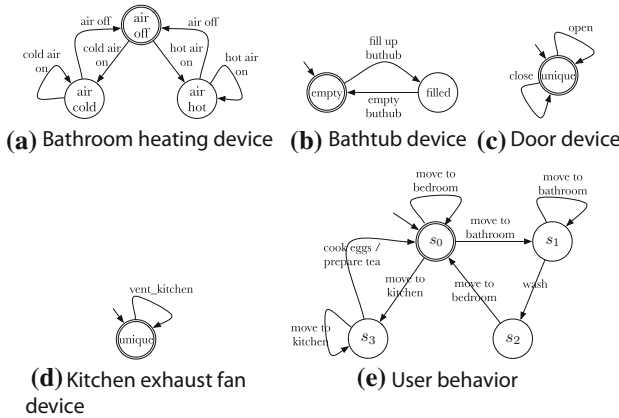 air
off
air off
air off
cold air
on
cold air
on
hot air
on
hot air
on
air
cold
air
hot
(a) Bathroom heating device
fill up
buthub
empty
filled
empty
buthub
(b) Bathtub device
open
close
unique
(c) Door device
vent_kitchen
unique
(d) Kitchen exhaust fan
device
move to
bedroom
move to
bathroom
s0
move to
bathroom
s1
cook eggs /
prepare tea
move to
kitchen
move to
bedroom
wash
move to
kitchen
s3
s2
(e) User behavior